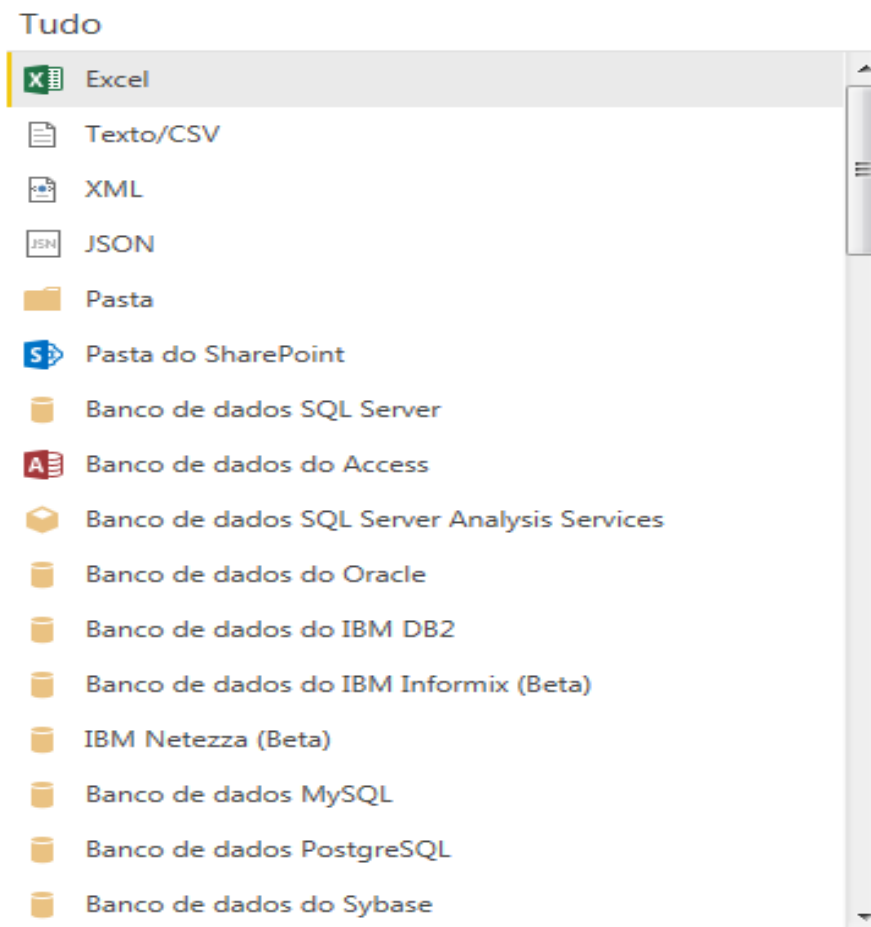 Tudo
Excel
Texto/CSV
XML
JSN JSON
Pasta
Pasta do SharePoint
Banco de dados SQL Server
Banco de dados do Access
Banco de dados SQL Server Analysis Services
Banco de dados do Oracle
Banco de dados do IBM DB2
Banco de dados do IBM Informix (Beta)
IBM Netezza (Beta)
Banco de dados MySQL
Banco de dados PostgreSQL
Banco de dados do Sybase